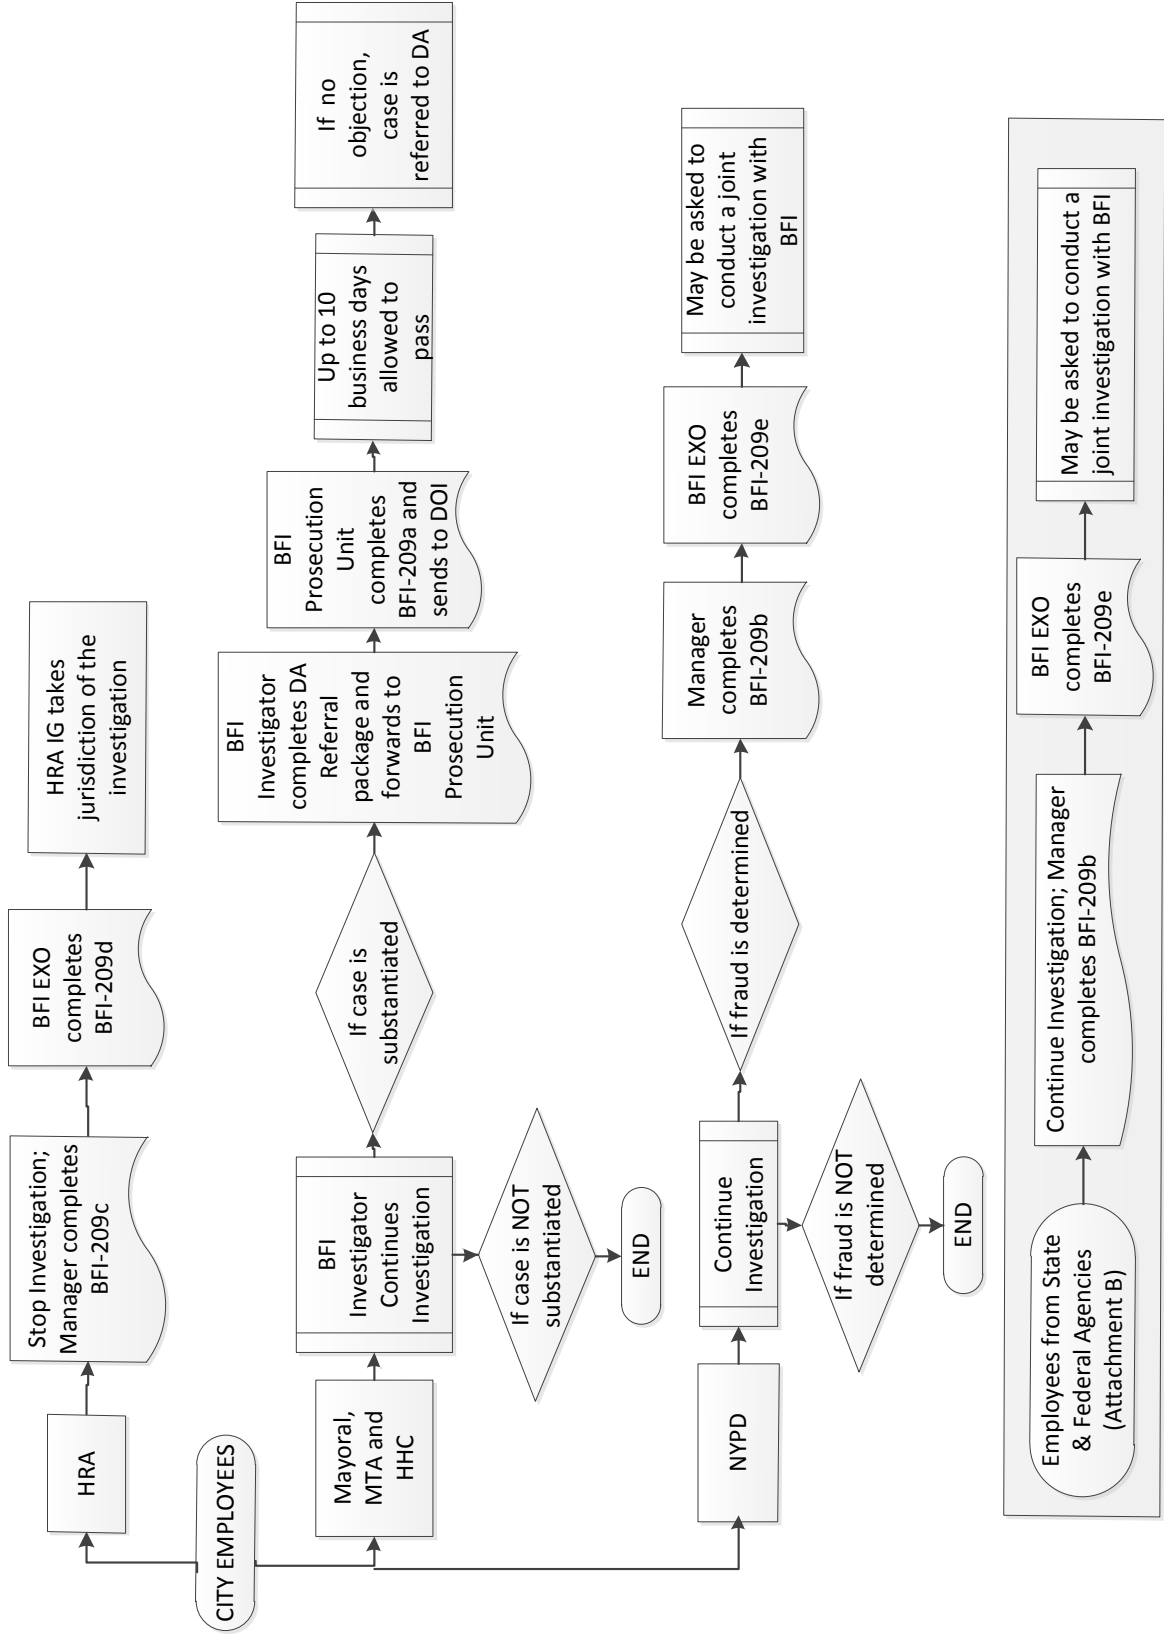 CITY EMPLOYEES
HRA
Stop Investigation;
Manager completes
BFI-209c
BFI EXO
completes
BFI-209d
HRA IG takes
jurisdiction of the
investigation
Mayoral,
MTA and
HHC
BFI
Investigator
Continues
Investigation
If case is
substantiated
BFI
Investigator
completes DA
Referral
package and
forwards to
BFI
Prosecution
Unit
BFI
Prosecution
Unit
completes
BFI-209a and
sends to DOI
Up to 10
business days
allowed to
pass
If no
objection,
case is
referred to DA
If case is NOT
substantiated
END
NYPD
Continue
Investigation
If fraud is determined
Manager
completes
BFI-209b
BFI EXO
completes
BFI-209e
May be asked to
conduct a joint
investigation with
BFI
If fraud is NOT
determined
END
Employees from State
& Federal Agencies
(Attachment B)
Continue Investigation; Manager
completes BFI-209b
BFI EXO
completes
BFI-209e
May be asked to conduct a
joint investigation with BFI